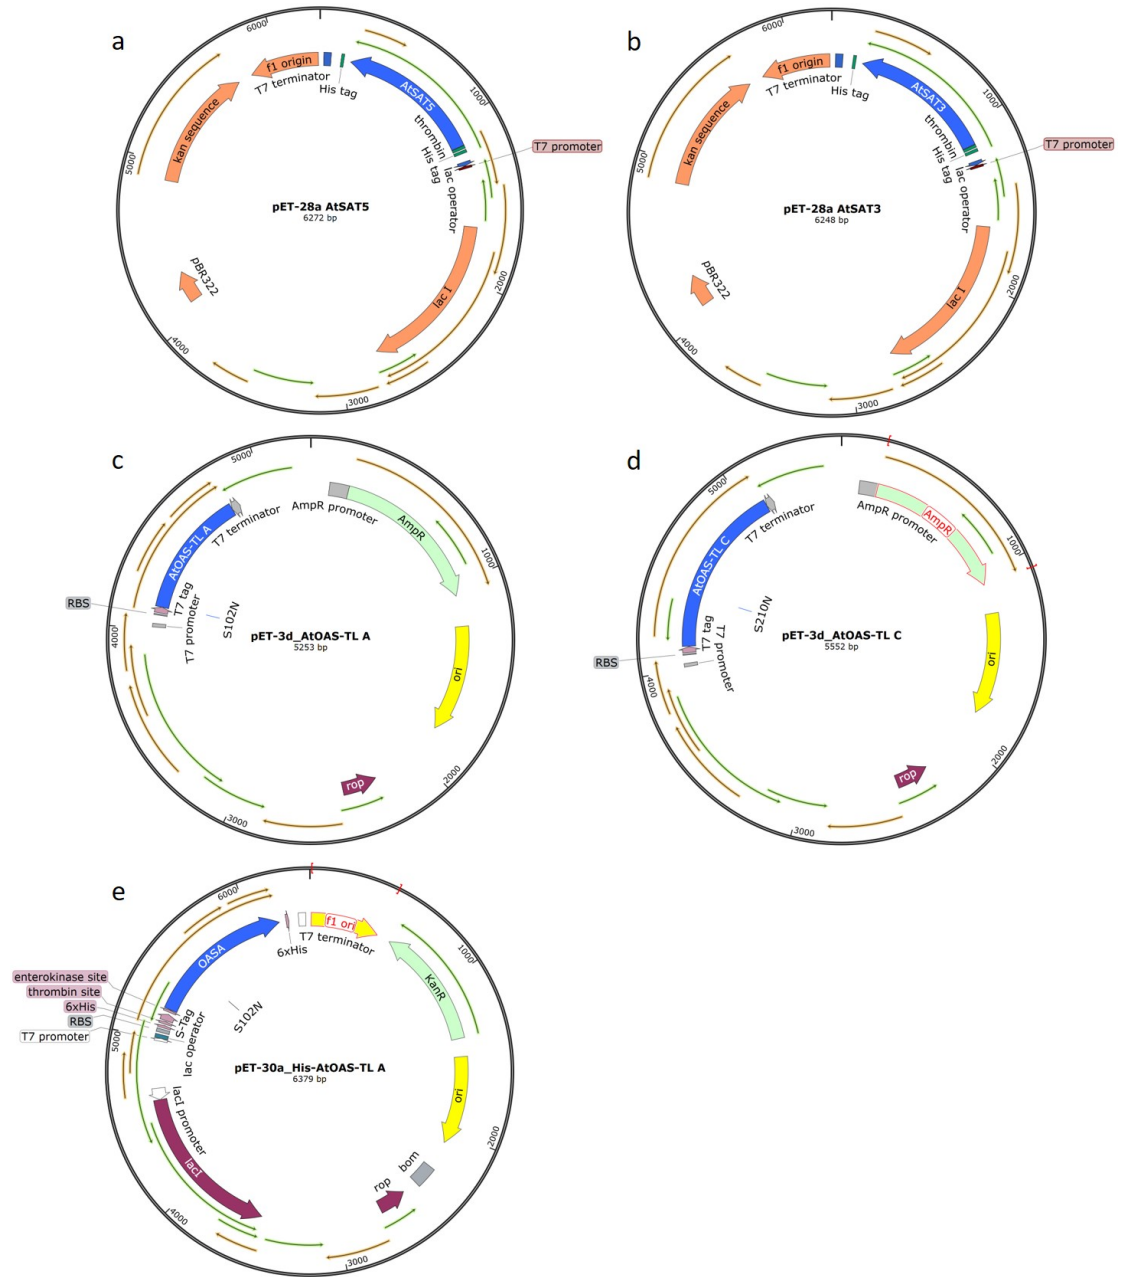 a
6000
f1 origin
T7 terminator
His tag
AtSAT5
1000
thrombin
His tag
lac operator
T7 promoter
kan sequence
5000
pET-28a AtSAT5
6272 bp
lac I
2000
pBR322
4000
3000
b
6000
f1 origin
T7 terminator
His tag
AtSAT3
1000
thrombin
His tag
lac operator
T7 promoter
kan sequence
5000
pET-28a AtSAT3
6248 bp
lac I
2000
pBR322
4000
3000
c
5000
AmpR promoter
AmpR
T7 terminator
AtOAS-TL A
1000
RBS
T7 tag
T7 promoter
S102N
4000
pET-3d_AtOAS-TL A
5253 bp
ori
rop
2000
3000
d
5000
AmpR promoter
AmpR
T7 terminator
AtOAS-TL C
1000
S210N
T7 tag
T7 promoter
RBS
4000
pET-3d_AtOAS-TL C
5552 bp
ori
rop
2000
3000
e
6000
f1 ori
T7 terminator
6xHis
OASA
1000
KanR
enterokinase site
thrombin site
6xHis
RBS
T7 promoter
S-Tag
lac operator
S102N
5000
pET-30a_His-AtOAS-TL A
6379 bp
ori
lacI promoter
lacI
bom
rop
2000
4000
3000